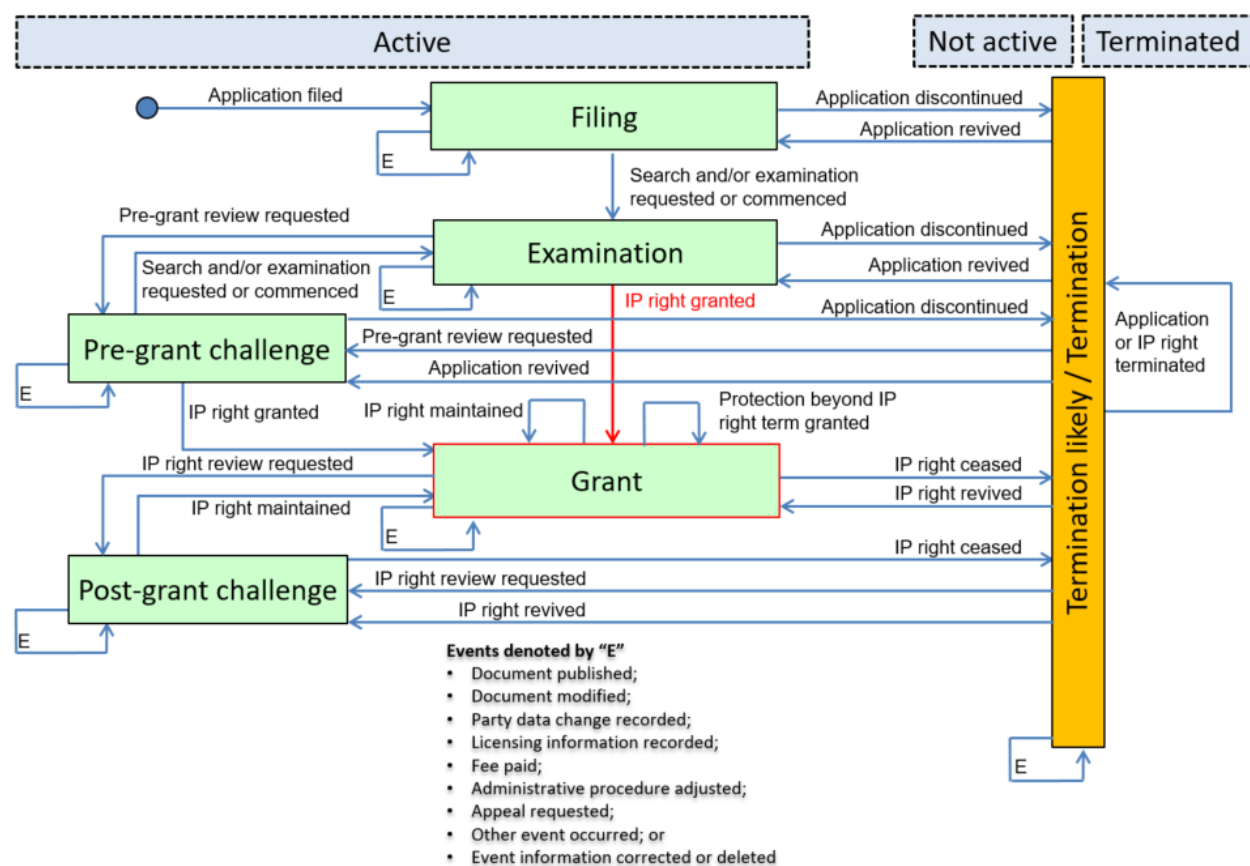 Active
Not active
Terminated
Application filed
Filing
Application discontinued
Application revived
E
Search and/or examination
requested or commenced
Pre-grant review requested
Examination
Application discontinued
Search and/or examination
requested or commenced
E
Application revived
IP right granted
Application discontinued
Pre-grant challenge
Pre-grant review requested
Application revived
E
Application
or IP right
terminated
Termination likely / Termination
IP right granted
IP right maintained
Protection beyond IP
right term granted
IP right review requested
Grant
IP right ceased
IP right revived
IP right maintained
E
IP right ceased
Post-grant challenge
IP right review requested
IP right revived
E
Events denoted by “E”
• Document published;
• Document modified;
• Party data change recorded;
• Licensing information recorded;
• Fee paid;
• Administrative procedure adjusted;
• Appeal requested;
• Other event occurred; or
• Event information corrected or deleted
E